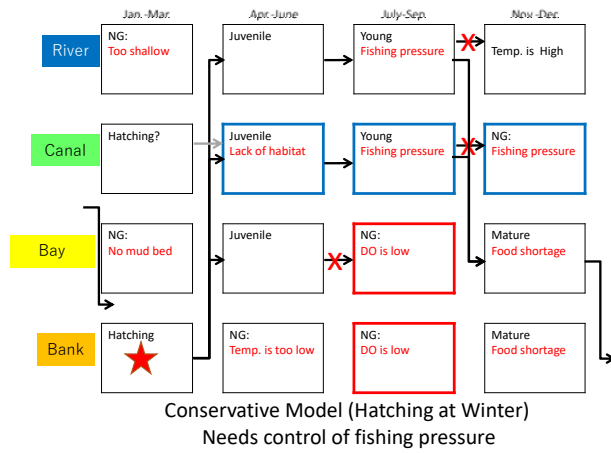 Jan.-Mar. Apr.-June July-Sep. Nov.-Dec.
River
NG:
Too shallow
Juvenile
Young
Fishing pressure
X
Temp. is High
Canal
Hatching?
Juvenile
Lack of habitat
Young
Fishing pressure
X
NG:
Fishing pressure
Bay
NG:
No mud bed
Juvenile
X
NG:
DO is low
Mature
Food shortage
Bank
Hatching
NG:
Temp. is too low
NG:
DO is low
Mature
Food shortage
Conservative Model (Hatching at Winter)
Needs control of fishing pressure